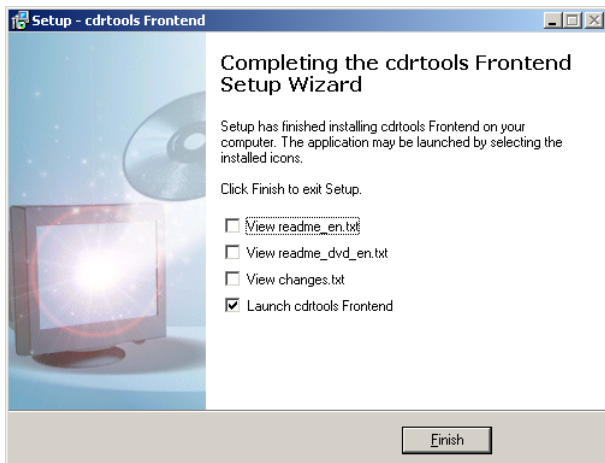 Setup - cdrtools Frontend
Completing the cdrtools Frontend
Setup Wizard
Setup has finished installing cdrtools Frontend on your
computer. The application may be launched by selecting the
installed icons.
Click Finish to exit Setup.
View readme_en.txt
View readme_dvd_en.txt
View changes.txt
Launch cdrtools Frontend
Finish